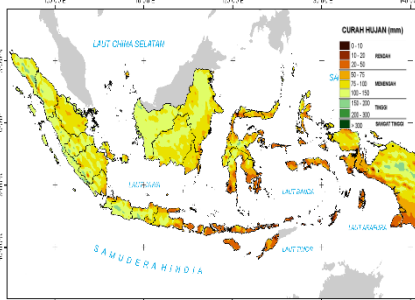 LAUT CHINA SELATAN
CURAH HUJAN (mm)
0 - 10
10 - 20
RENDAH
20 - 50
50 - 75
75 - 100
MENENGAH
100 - 150
150 - 200
TINGGI
200 - 300
> 300
SANGAT TINGGI
LAUT JAWA
LAUT BANDA
LAUT ARAFURA
LAUT TIMOR
SAMUDERA HINDIA